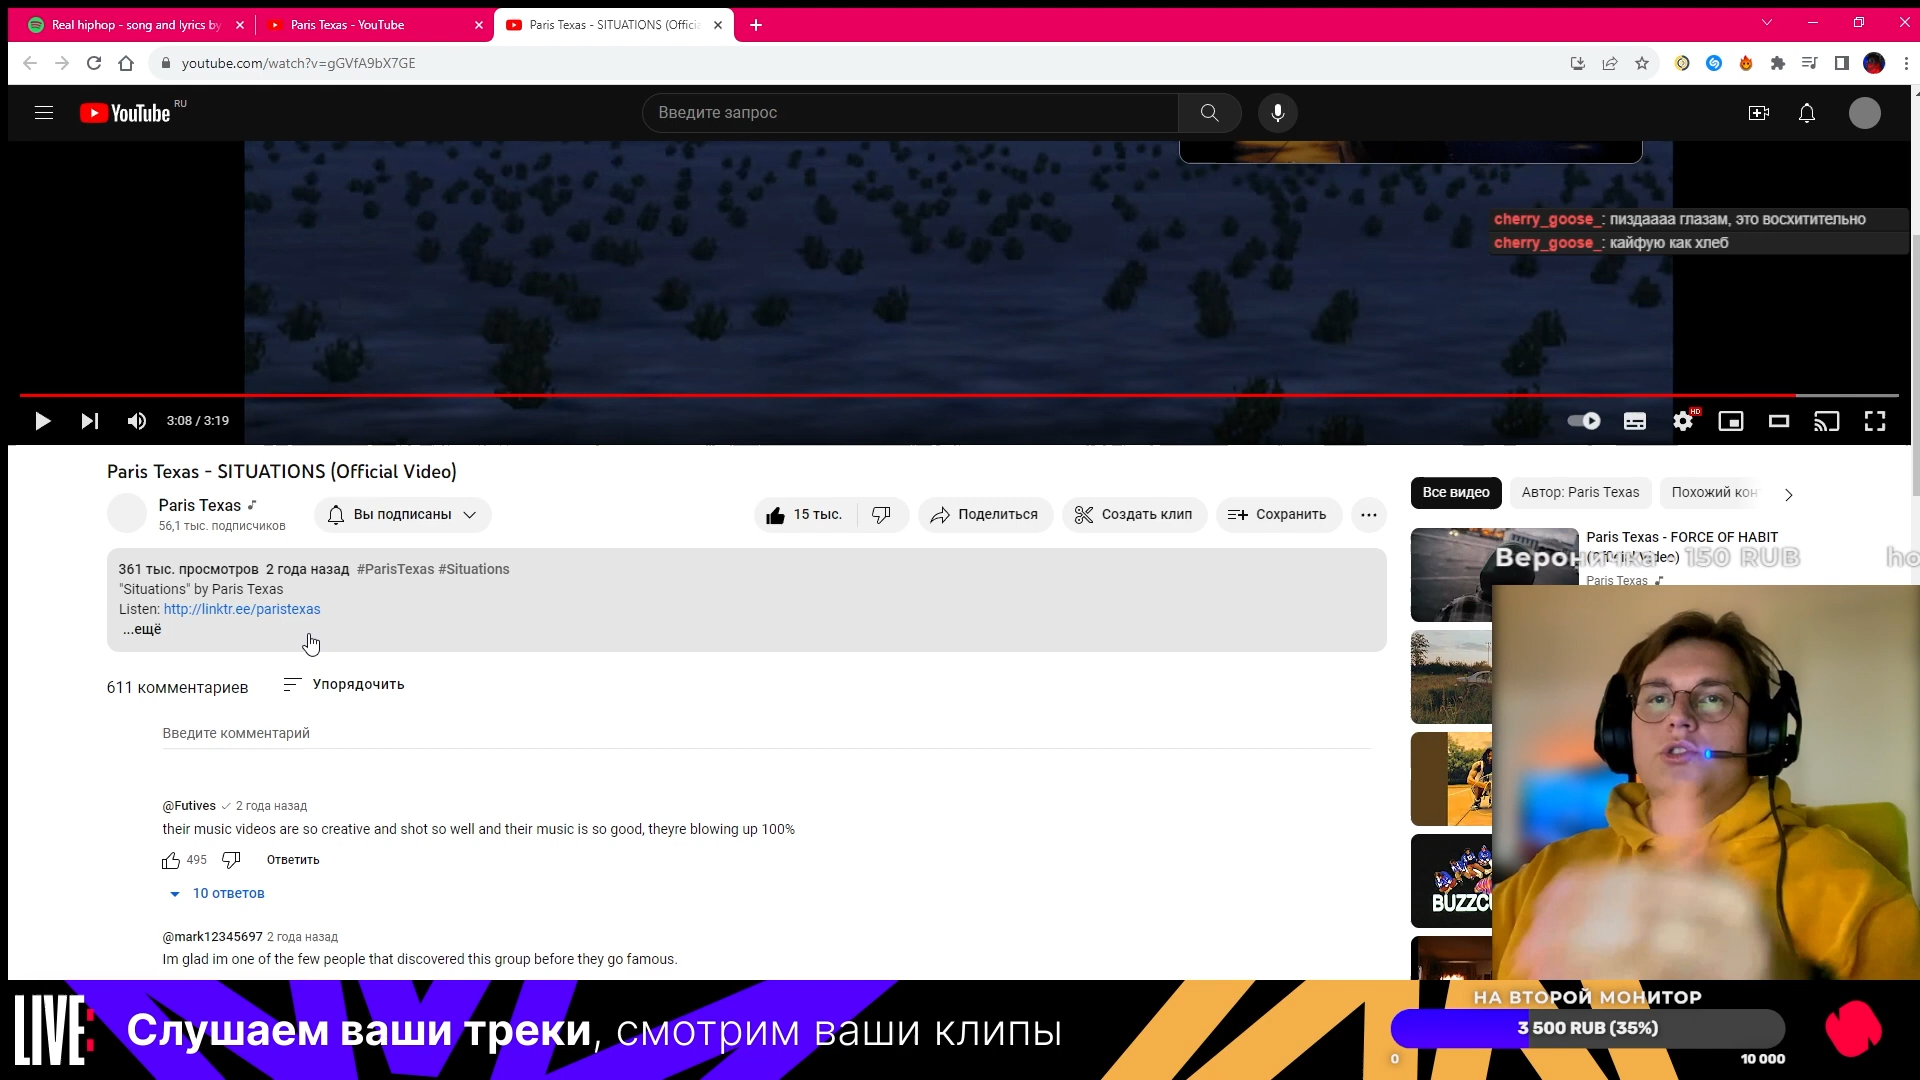 Real hiphop - song and lyrics by
Paris Texas - YouTube
Paris Texas - SITUATIONS (Offici
youtube.com/watch?v=gGVfA9bX7GE
YouTube
RU
Введите запрос
cherry_goose_: пиздаааа глазам, это восхитительно
cherry_goose_: кайфую как хлеб
3:08 / 3:19
HD
Paris Texas - SITUATIONS (Official Video)
Paris Texas
56,1 тыс. подписчиков
Вы подписаны
15 тыс.
Поделиться
Создать клип
Сохранить
Все видео
Автор: Paris Texas
Похожий кон
361 тыс. просмотров 2 года назад #ParisTexas #Situations
"Situations" by Paris Texas
Listen: http://linktr.ee/paristexas
...ещё
Paris Texas - FORCE OF HABIT
(Official Video)
Paris Texas
Вероничка - 150 RUB
ho
611 комментариев
Упорядочить
Введите комментарий
@Futives 2 года назад
their music videos are so creative and shot so well and their music is so good, theyre blowing up 100%
495
Ответить
10 ответов
@mark12345697 2 года назад
Im glad im one of the few people that discovered this group before they go famous.
BUZZCU
LIVE:
Слушаем ваши треки, смотрим ваши клипы
НА ВТОРОЙ МОНИТОР
3 500 RUB (35%)
0
10 000